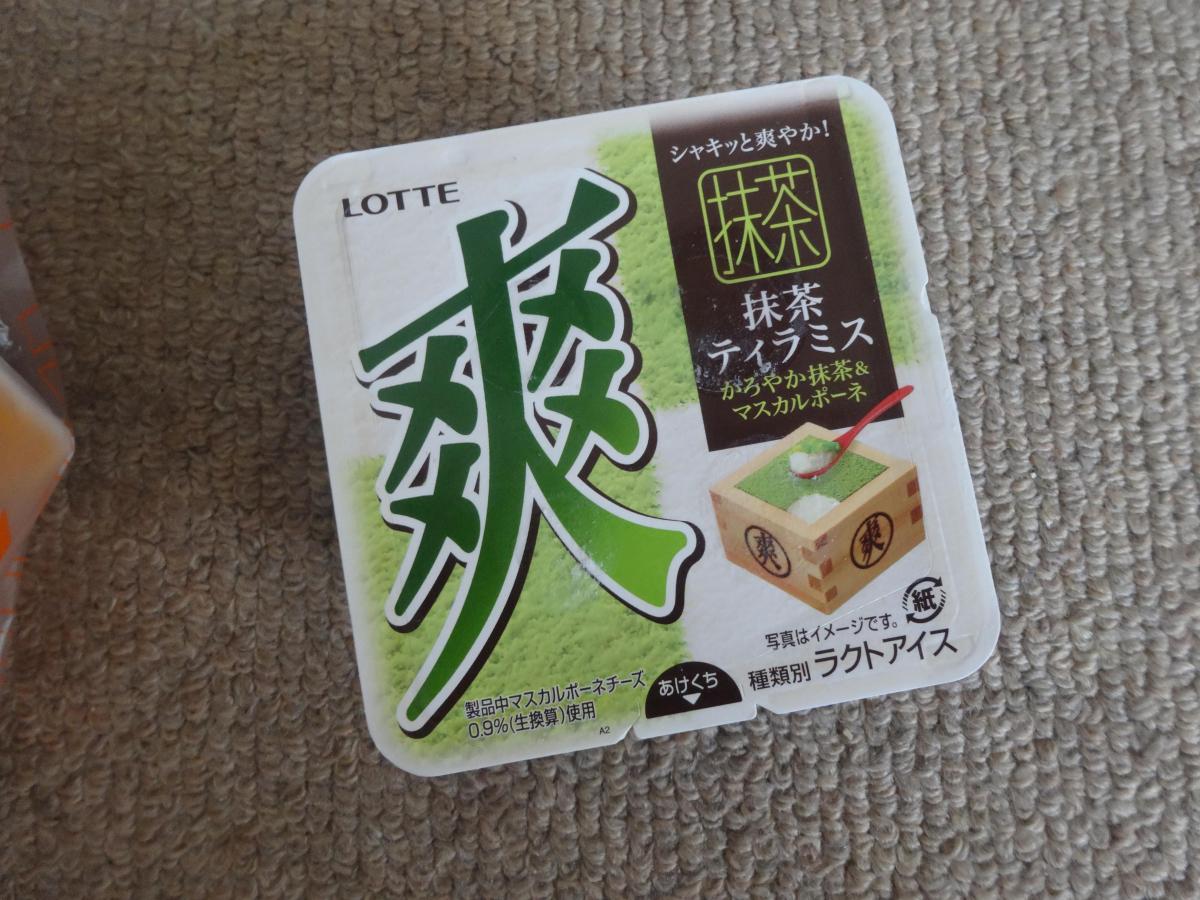 LOTTE
爽
シャキッと爽やか!
抹茶
抹茶
ティラミス
かろやか抹茶&
マスカルポーネ
爽
爽
紙
写真はイメージです。
種類別 ラクトアイス
あけくち
製品中マスカルポーネチーズ
0.9%(生換算)使用
A2